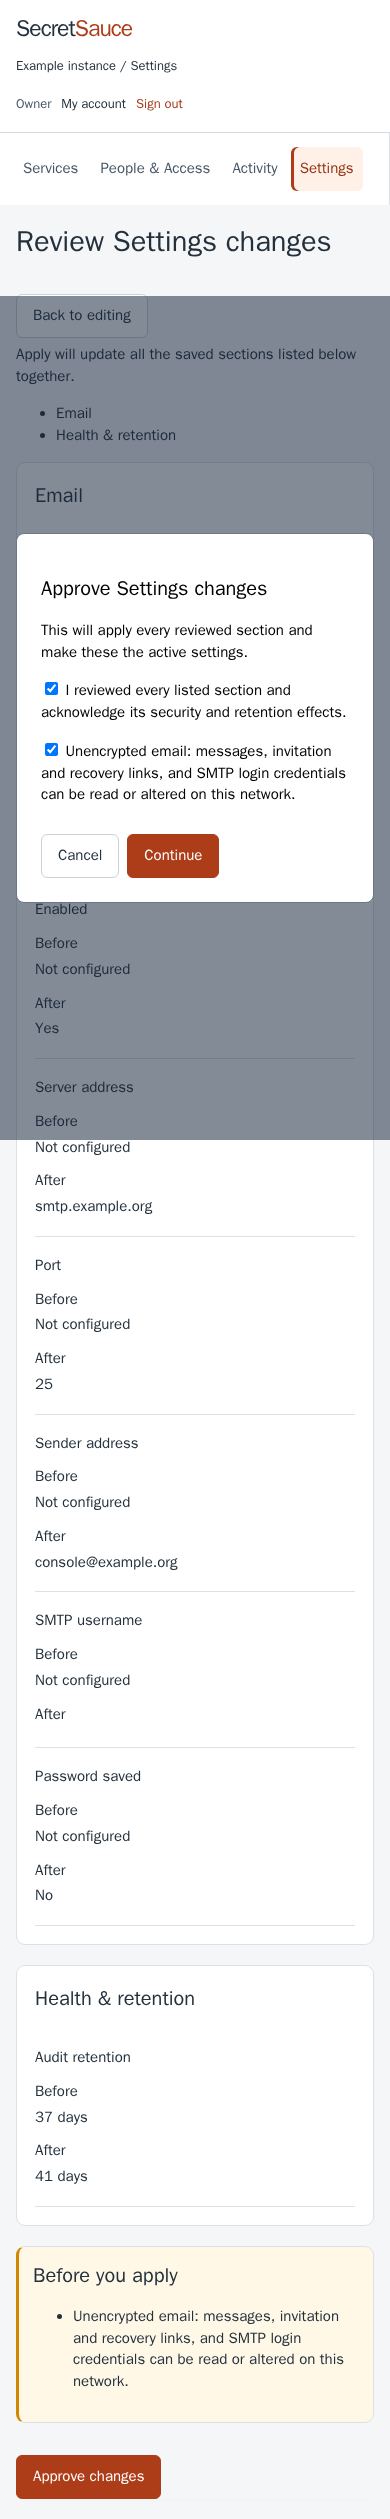 SecretSauce
Example instance / Settings
Owner My account Sign out
Services People & Access Activity Settings
Review Settings changes
Back to editing
Apply will update all the saved sections listed below
together.
• Email
• Health & retention
Email
Approve Settings changes
This will apply every reviewed section and
make these the active settings.
I reviewed every listed section and
acknowledge its security and retention effects.
Unencrypted email: messages, invitation
and recovery links, and SMTP login credentials
can be read or altered on this network.
Cancel Continue
Enabled
Before
Not configured
After
Yes
Server address
Before
Not configured
After
smtp.example.org
Port
Before
Not configured
After
25
Sender address
Before
Not configured
After
console@example.org
SMTP username
Before
Not configured
After
Password saved
Before
Not configured
After
No
Health & retention
Audit retention
Before
37 days
After
41 days
Before you apply
• Unencrypted email: messages, invitation
and recovery links, and SMTP login
credentials can be read or altered on this
network.
Approve changes